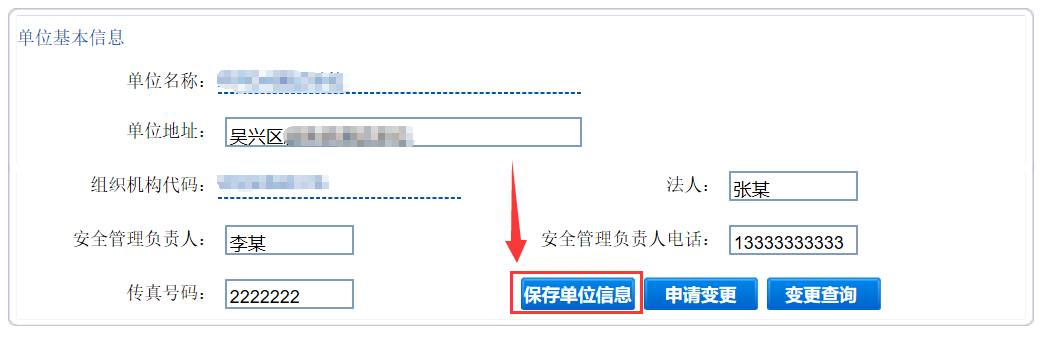 单位基本信息
单位名称：
单位地址： 吴兴区
组织机构代码： 法人： 张某
安全管理负责人： 李某 安全管理负责人电话： 13333333333
传真号码： 2222222 保存单位信息 申请变更 变更查询